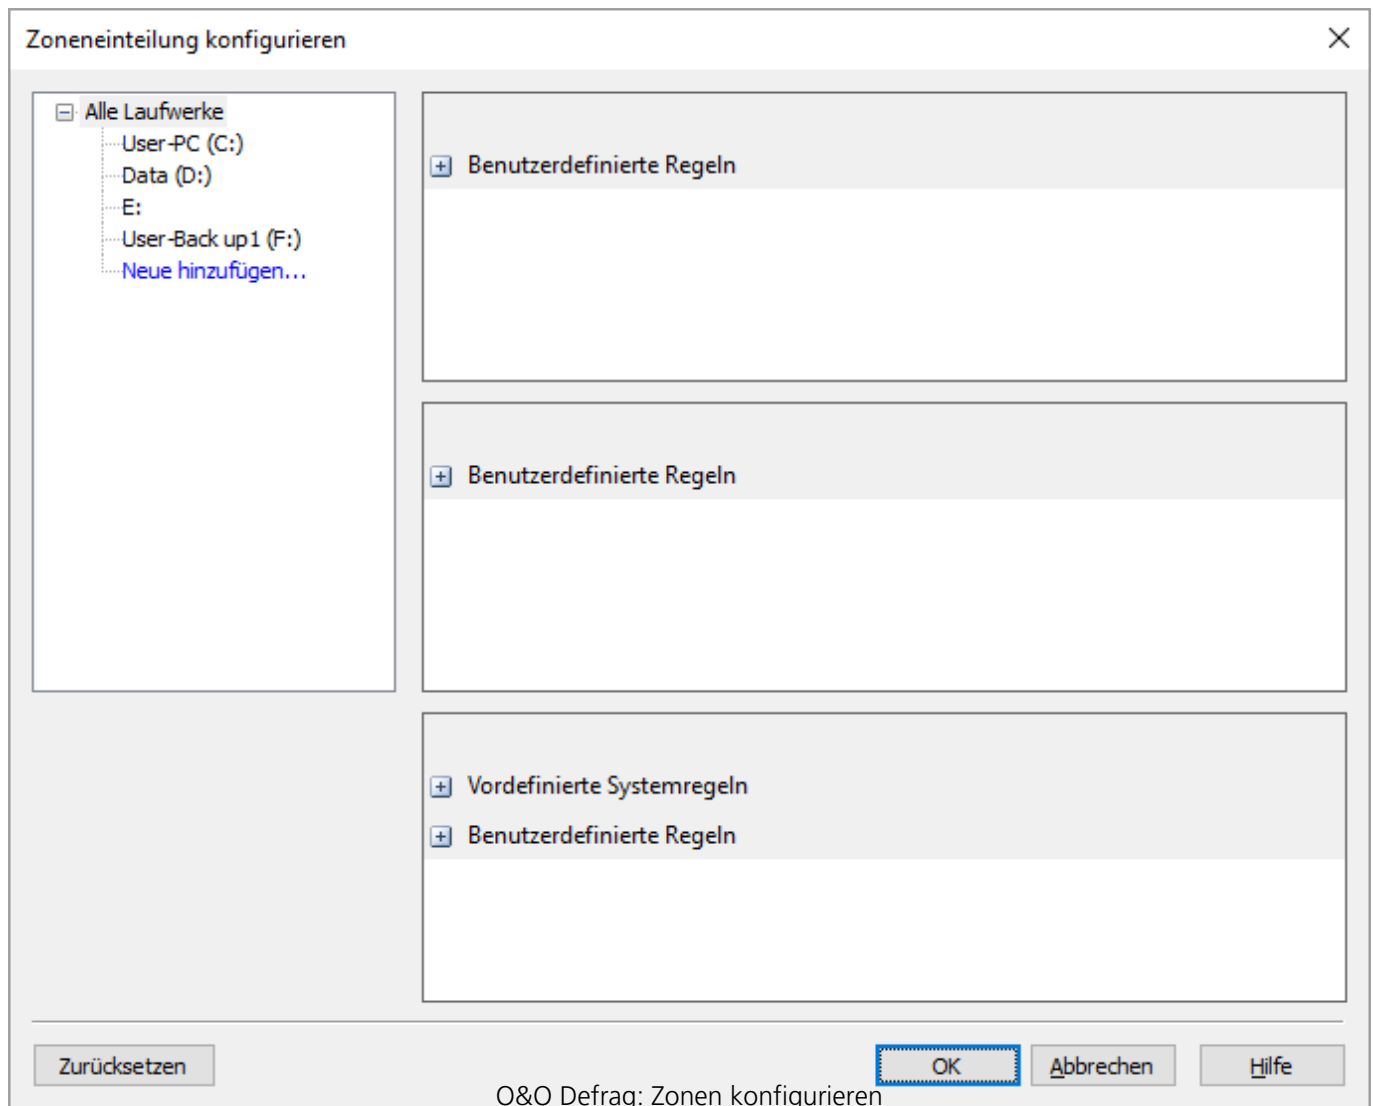 Zoneneinteilung konfigurieren
Alle Laufwerke
User-PC (C:)
Data (D:)
E:
User-Back up1 (F:)
Neue hinzufügen...
Benutzerdefinierte Regeln
Benutzerdefinierte Regeln
Vordefinierte Systemregeln
Benutzerdefinierte Regeln
Zurücksetzen
OK
Abbrechen
Hilfe
O&O Defrag: Zonen konfigurieren